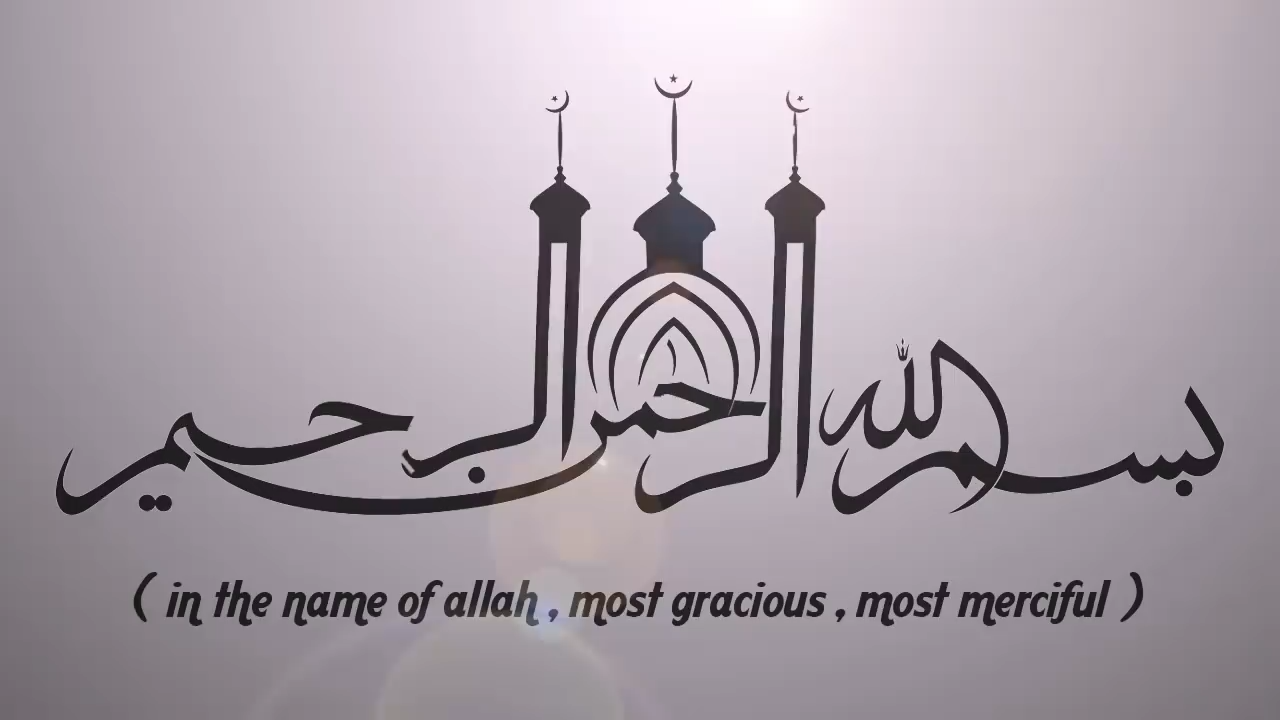 بسم الله الرحمن الرحيم
( in the name of allah , most gracious , most merciful )